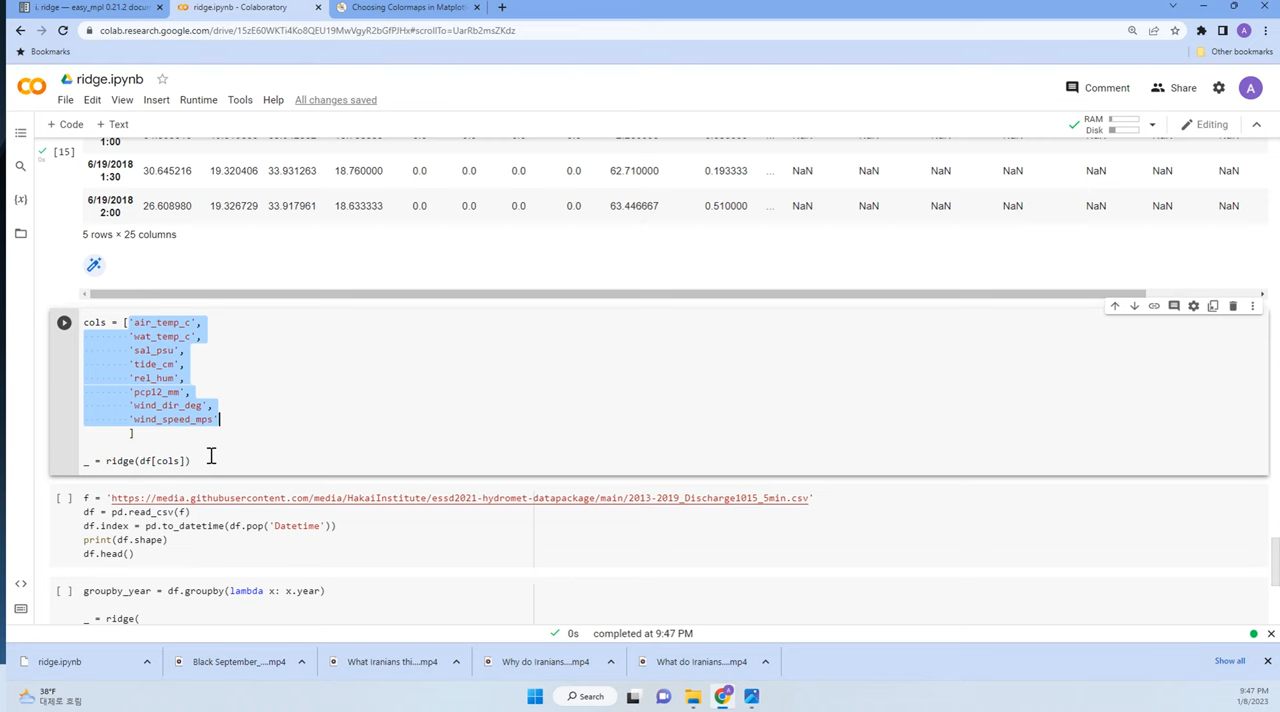 i. ridge — easy_mpl 0.21.2 docum
ridge.ipynb - Colaboratory
Choosing Colormaps in Matplotl
colab.research.google.com/drive/15zE60WKTi4Ko8QEU19MwVgyR2bGfPJHx#scrollTo=UarRb2msZKdz
Bookmarks
Other bookmarks
ridge.ipynb
Comment
Share
A
File Edit View Insert Runtime Tools Help All changes saved
+ Code + Text
RAM
Disk
Editing
1:00
[15]
0s
6/19/2018 1:30 30.645216 19.320406 33.931263 18.760000 0.0 0.0 0.0 0.0 62.710000 0.193333 ... NaN NaN NaN NaN NaN NaN NaN
6/19/2018 2:00 26.608980 19.326729 33.917961 18.633333 0.0 0.0 0.0 0.0 63.446667 0.510000 ... NaN NaN NaN NaN NaN NaN NaN
5 rows × 25 columns
cols = ['air_temp_c',
'wat_temp_c',
'sal_psu',
'tide_cm',
'rel_hum',
'pcp12_mm',
'wind_dir_deg',
'wind_speed_mps'
]
_ = ridge(df[cols])
[ ] f = 'https://media.githubusercontent.com/media/HakaiInstitute/essd2021-hydromet-datapackage/main/2013-2019_Discharge1015_5min.csv'
df = pd.read_csv(f)
df.index = pd.to_datetime(df.pop('Datetime'))
print(df.shape)
df.head()
[ ] groupby_year = df.groupby(lambda x: x.year)
_ = ridge(
0s completed at 9:47 PM
ridge.ipynb
Black September_....mp4
What Iranians thi....mp4
Why do Iranians....mp4
What do Iranians....mp4
Show all
38°F
대체로 흐림
Search
9:47 PM
1/8/2023